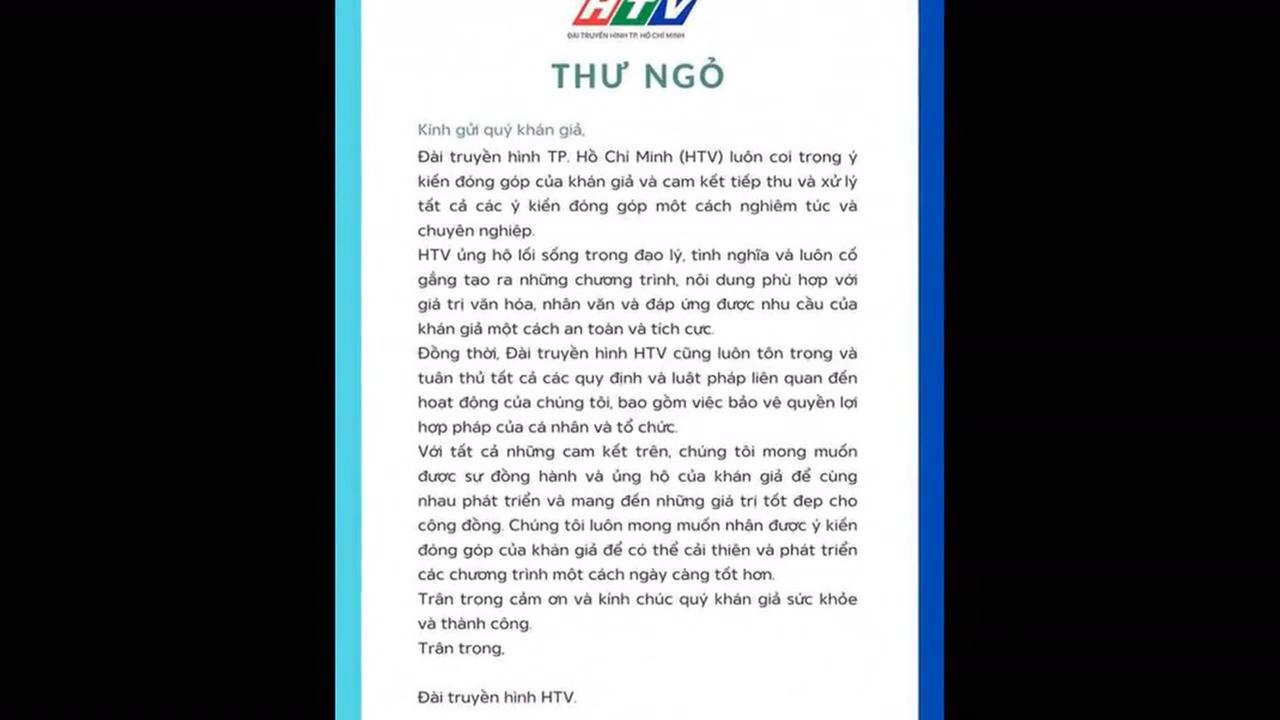 HTV
ĐÀI TRUYỀN HÌNH TP. HỒ CHÍ MINH
THƯ NGỎ
Kính gửi quý khán giả,
Đài truyền hình TP. Hồ Chí Minh (HTV) luôn coi trọng ý
kiến đóng góp của khán giả và cam kết tiếp thu và xử lý
tất cả các ý kiến đóng góp một cách nghiêm túc và
chuyên nghiệp.
HTV ủng hộ lối sống trọng đạo lý, tình nghĩa và luôn cố
gắng tạo ra những chương trình, nội dung phù hợp với
giá trị văn hóa, nhân văn và đáp ứng được nhu cầu của
khán giả một cách an toàn và tích cực.
Đồng thời, Đài truyền hình HTV cũng luôn tôn trọng và
tuân thủ tất cả các quy định và luật pháp liên quan đến
hoạt động của chúng tôi, bao gồm việc bảo vệ quyền lợi
hợp pháp của cá nhân và tổ chức.
Với tất cả những cam kết trên, chúng tôi mong muốn
được sự đồng hành và ủng hộ của khán giả để cùng
nhau phát triển và mang đến những giá trị tốt đẹp cho
cộng đồng. Chúng tôi luôn mong muốn nhận được ý kiến
đóng góp của khán giả để có thể cải thiện và phát triển
các chương trình một cách ngày càng tốt hơn.
Trân trọng cảm ơn và kính chúc quý khán giả sức khỏe
và thành công.
Trân trọng,
Đài truyền hình HTV.